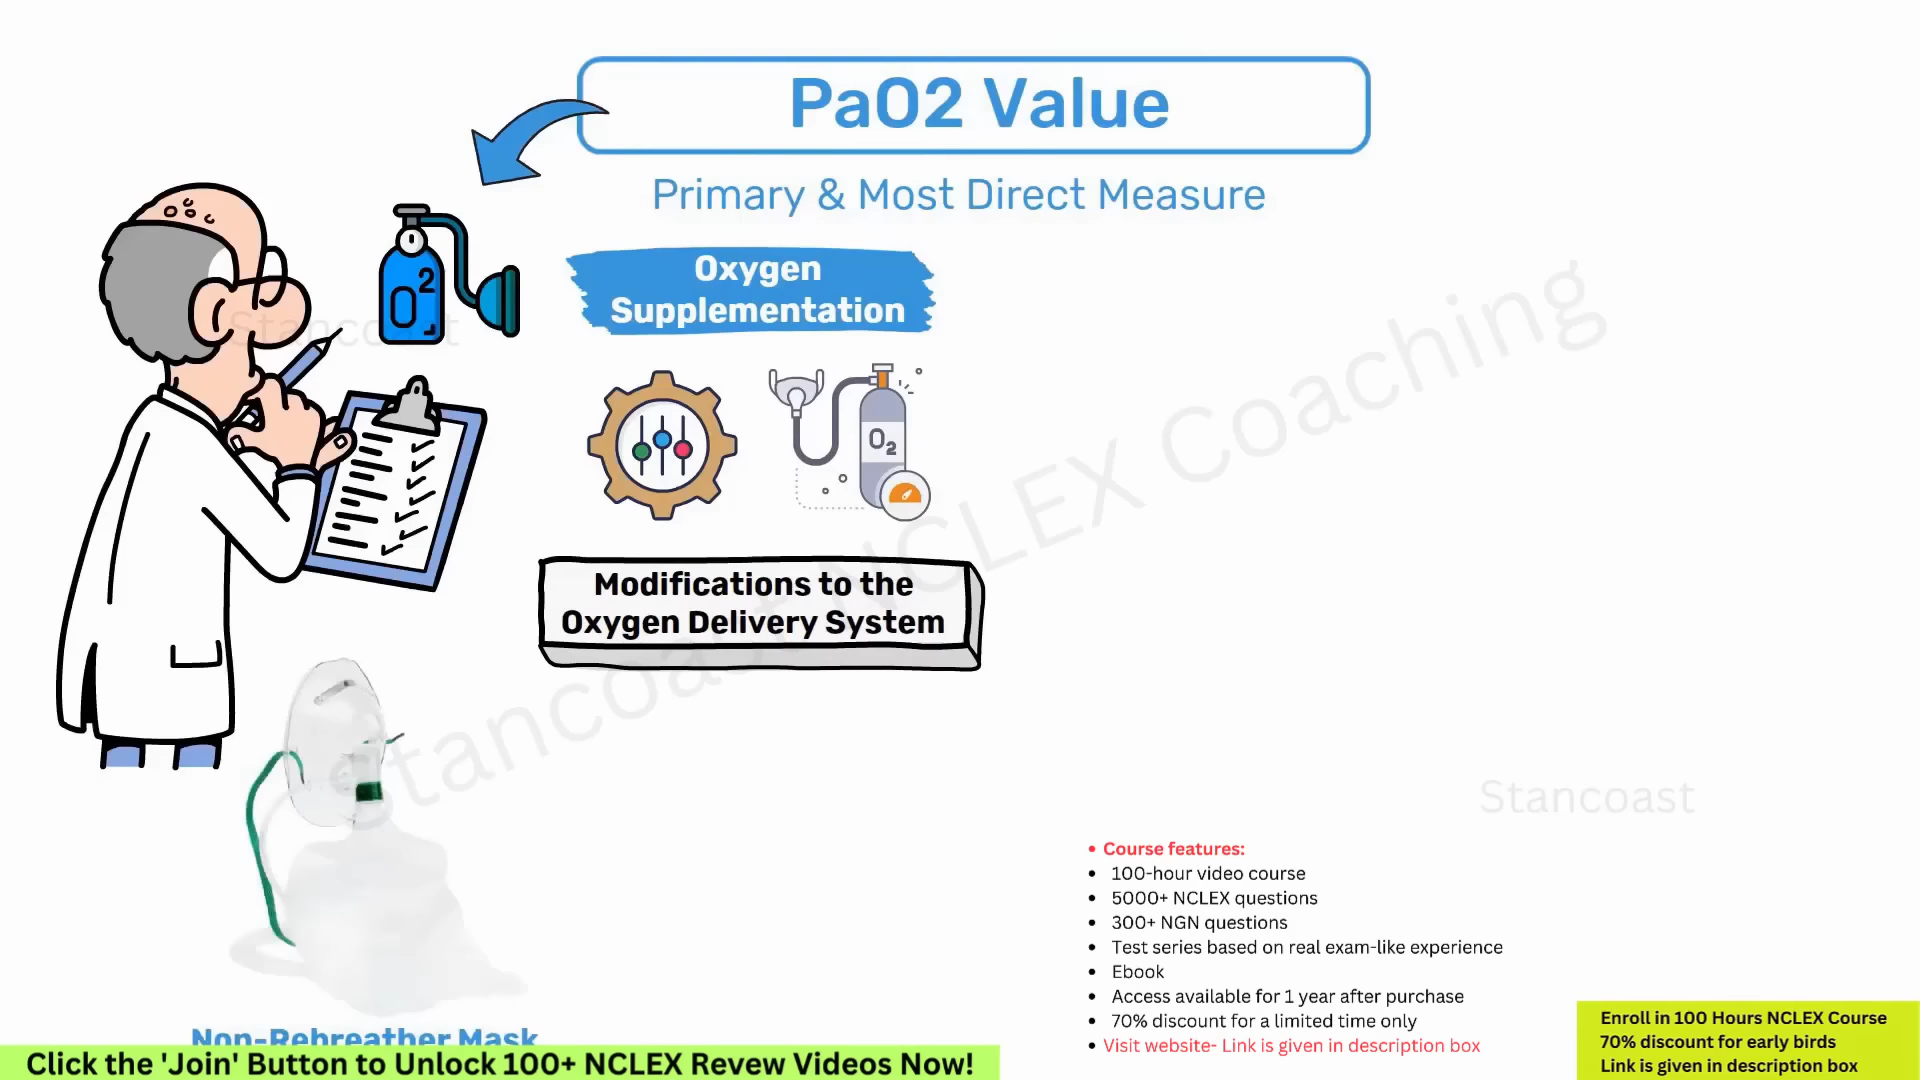 PaO2 Value
Primary & Most Direct Measure
Oxygen
Supplementation
O2
O2
Stancoast
Modifications to the
Oxygen Delivery System
Stancoast NCLEX Coaching
Stancoast
Non-Rebreather Mask
• Course features:
• 100-hour video course
• 5000+ NCLEX questions
• 300+ NGN questions
• Test series based on real exam-like experience
• Ebook
• Access available for 1 year after purchase
• 70% discount for a limited time only
• Visit website- Link is given in description box
Enroll in 100 Hours NCLEX Course
70% discount for early birds
Link is given in description box
Click the 'Join' Button to Unlock 100+ NCLEX Revew Videos Now!